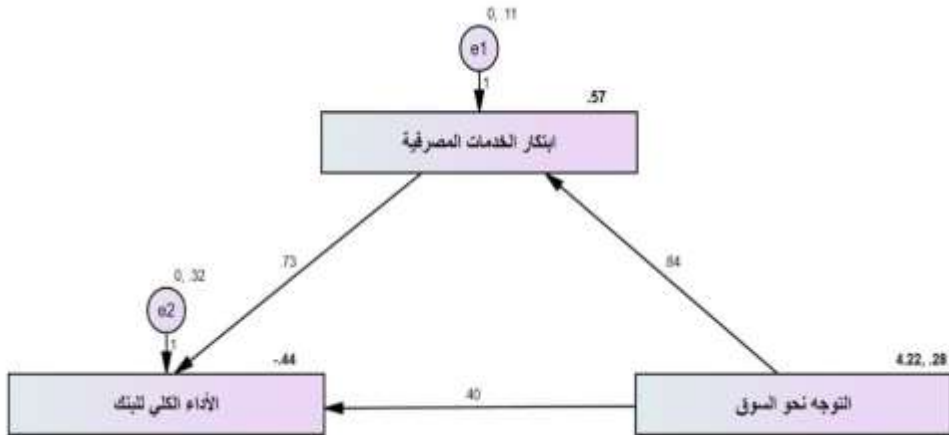 0, .11
e1
1
.57
ابتكار الخدمات المصرفية
.73
.84
0, .32
e2
1
-.44
4.22, .28
الأداء الكلي للبنك
.40
التوجه نحو السوق